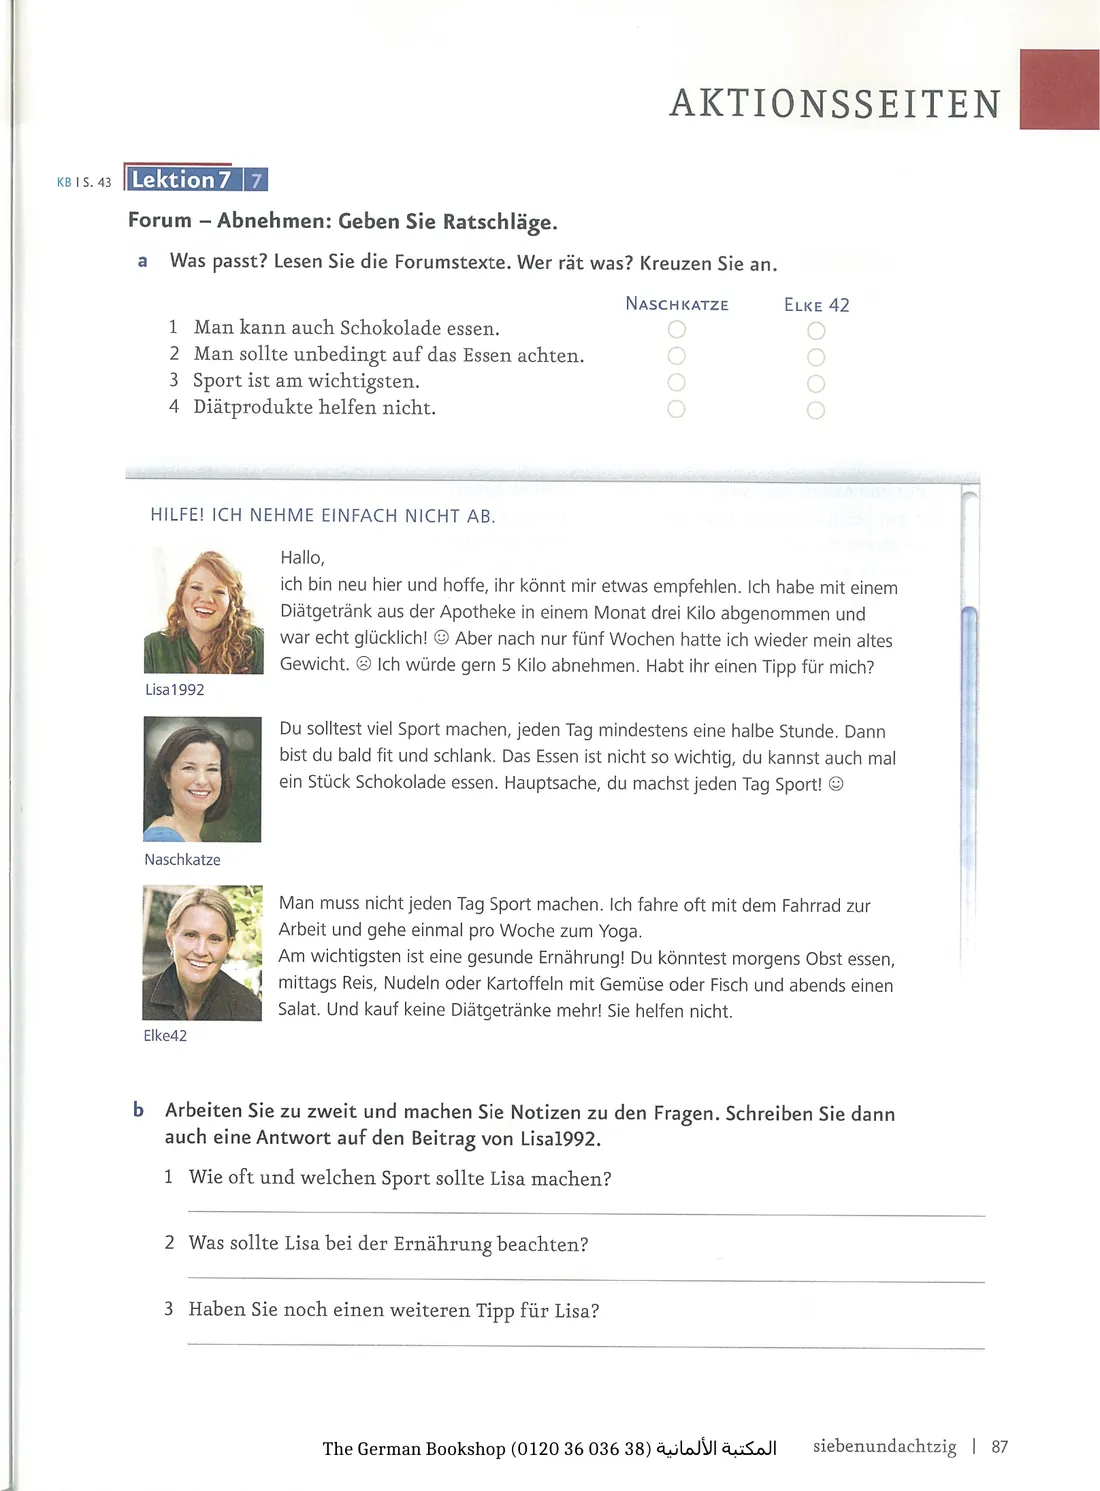 AKTIONSSEITEN
KB | S. 43 Lektion 7 7
Forum – Abnehmen: Geben Sie Ratschläge.
a Was passt? Lesen Sie die Forumstexte. Wer rät was? Kreuzen Sie an.
NASCHKATZE ELKE 42
1 Man kann auch Schokolade essen.
2 Man sollte unbedingt auf das Essen achten.
3 Sport ist am wichtigsten.
4 Diätprodukte helfen nicht.
HILFE! ICH NEHME EINFACH NICHT AB.
Hallo,
ich bin neu hier und hoffe, ihr könnt mir etwas empfehlen. Ich habe mit einem
Diätgetränk aus der Apotheke in einem Monat drei Kilo abgenommen und
war echt glücklich! ☺ Aber nach nur fünf Wochen hatte ich wieder mein altes
Gewicht. ☹ Ich würde gern 5 Kilo abnehmen. Habt ihr einen Tipp für mich?
Lisa1992
Du solltest viel Sport machen, jeden Tag mindestens eine halbe Stunde. Dann
bist du bald fit und schlank. Das Essen ist nicht so wichtig, du kannst auch mal
ein Stück Schokolade essen. Hauptsache, du machst jeden Tag Sport! ☺
Naschkatze
Man muss nicht jeden Tag Sport machen. Ich fahre oft mit dem Fahrrad zur
Arbeit und gehe einmal pro Woche zum Yoga.
Am wichtigsten ist eine gesunde Ernährung! Du könntest morgens Obst essen,
mittags Reis, Nudeln oder Kartoffeln mit Gemüse oder Fisch und abends einen
Salat. Und kauf keine Diätgetränke mehr! Sie helfen nicht.
Elke42
b Arbeiten Sie zu zweit und machen Sie Notizen zu den Fragen. Schreiben Sie dann
auch eine Antwort auf den Beitrag von Lisa1992.
1 Wie oft und welchen Sport sollte Lisa machen?
2 Was sollte Lisa bei der Ernährung beachten?
3 Haben Sie noch einen weiteren Tipp für Lisa?
The German Bookshop (0120 36 036 38) المكتبة الألمانية
siebenundachtzig | 87